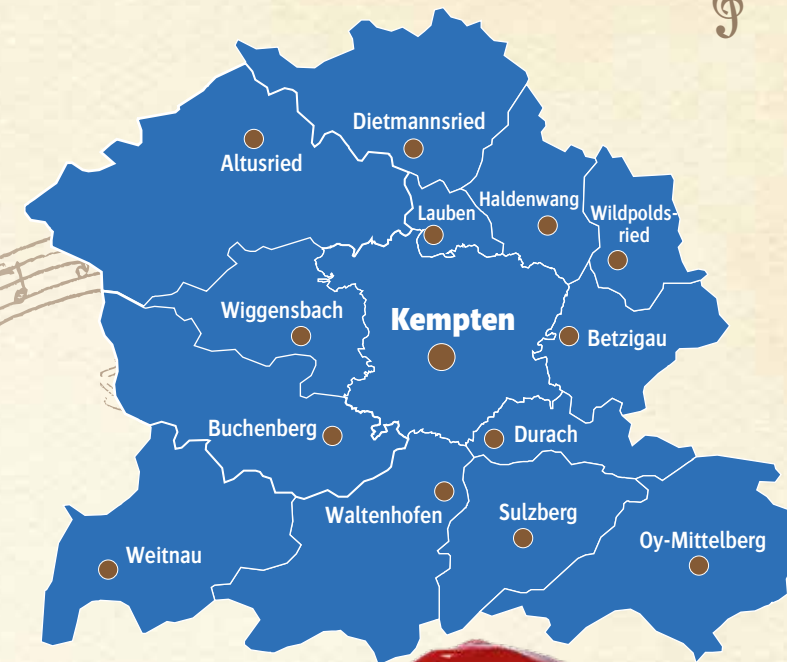 Dietmannsried
Altusried
Haldenwang
Lauben
Wildpolds-
ried
Wiggensbach
Kempten
Betzigau
Buchenberg
Durach
Waltenhofen
Sulzberg
Oy-Mittelberg
Weitnau